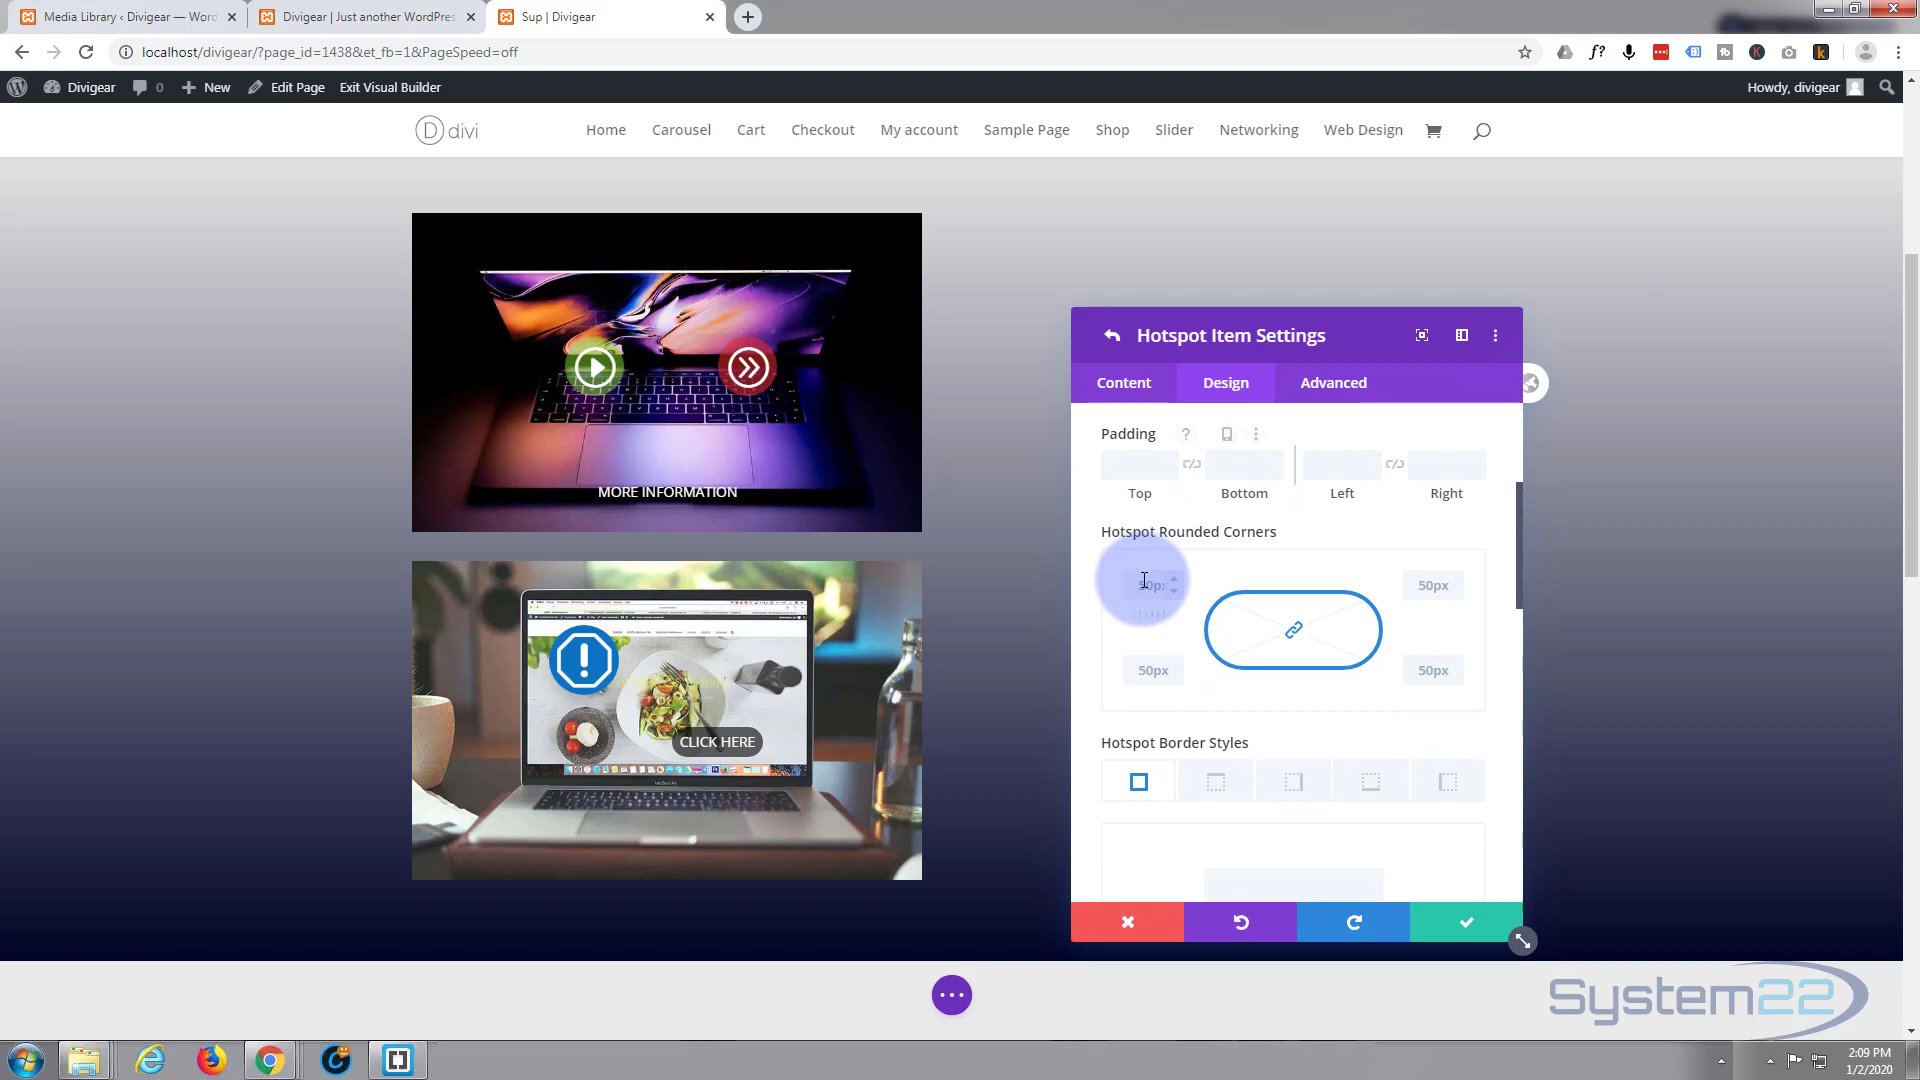 Media Library ‹ Divigear — Wor
Divigear | Just another WordPres
Sup | Divigear
localhost/divigear/?page_id=1438&et_fb=1&PageSpeed=off
Divigear
0
New
Edit Page
Exit Visual Builder
Howdy, divigear
D divi
Home
Carousel
Cart
Checkout
My account
Sample Page
Shop
Slider
Networking
Web Design
MORE INFORMATION
CLICK HERE
Hotspot Item Settings
Content
Design
Advanced
Padding
Top
Bottom
Left
Right
Hotspot Rounded Corners
50px
50px
50px
50px
Hotspot Border Styles
System22
2:09 PM
1/2/2020